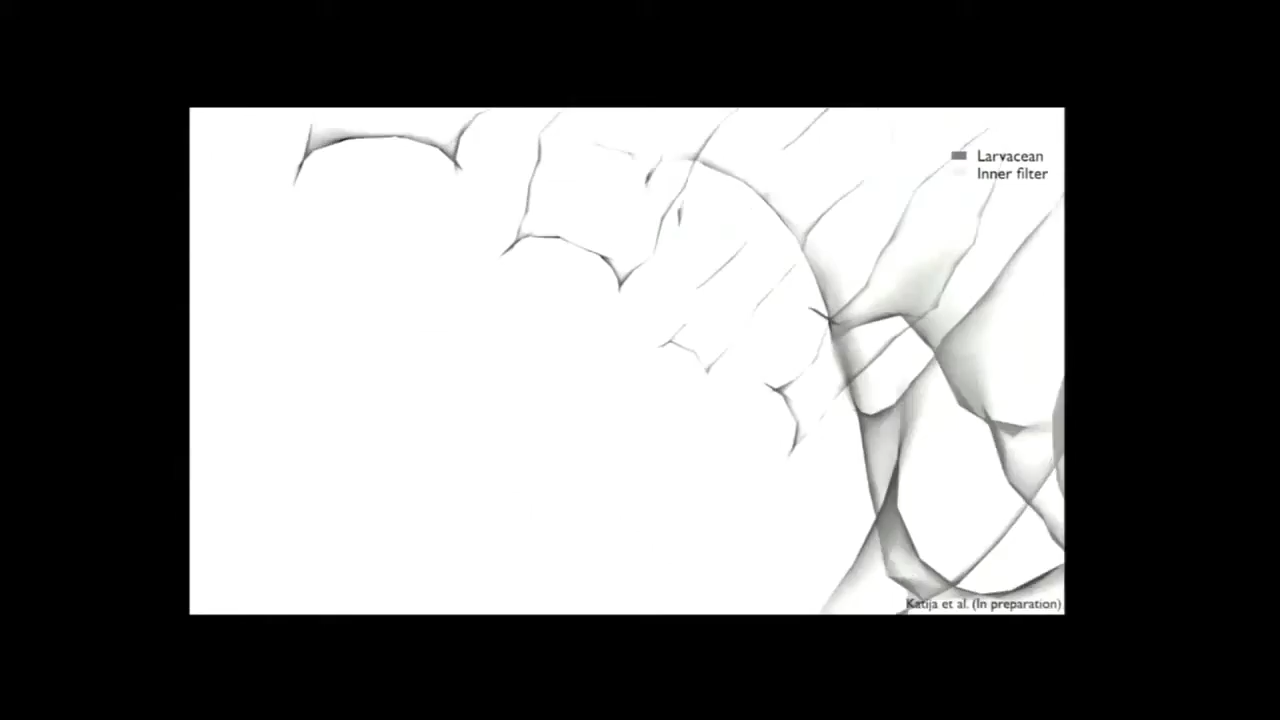 Larvacean
Inner filter
Katija et al. (In preparation)